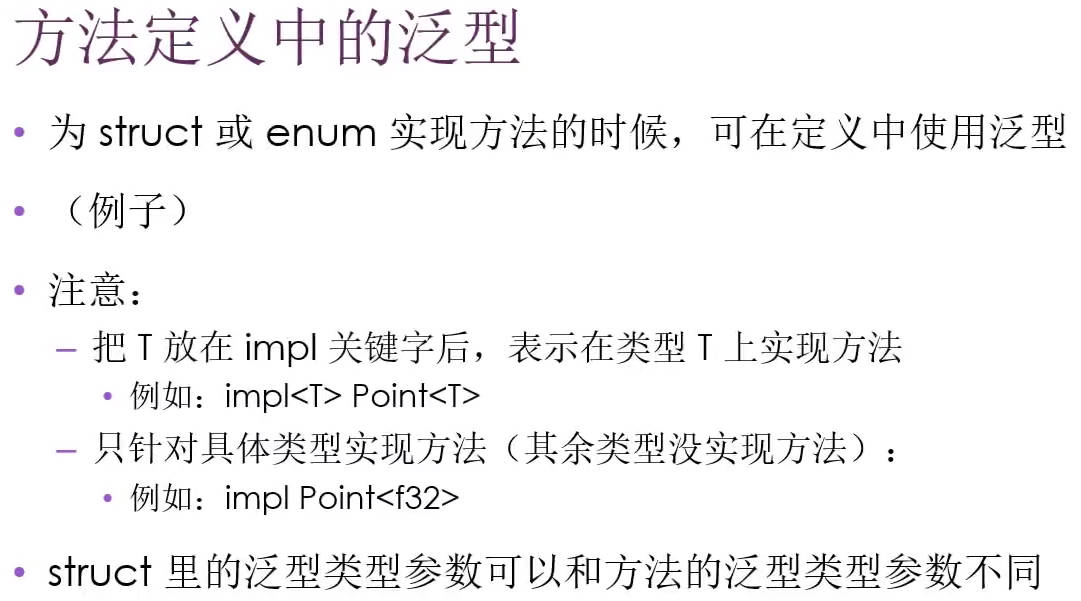 方法定义中的泛型
• 为 struct 或 enum 实现方法的时候，可在定义中使用泛型
• （例子）
• 注意：
– 把 T 放在 impl 关键字后，表示在类型 T 上实现方法
• 例如：impl<T> Point<T>
– 只针对具体类型实现方法（其余类型没实现方法）：
• 例如：impl Point<f32>
• struct 里的泛型类型参数可以和方法的泛型类型参数不同